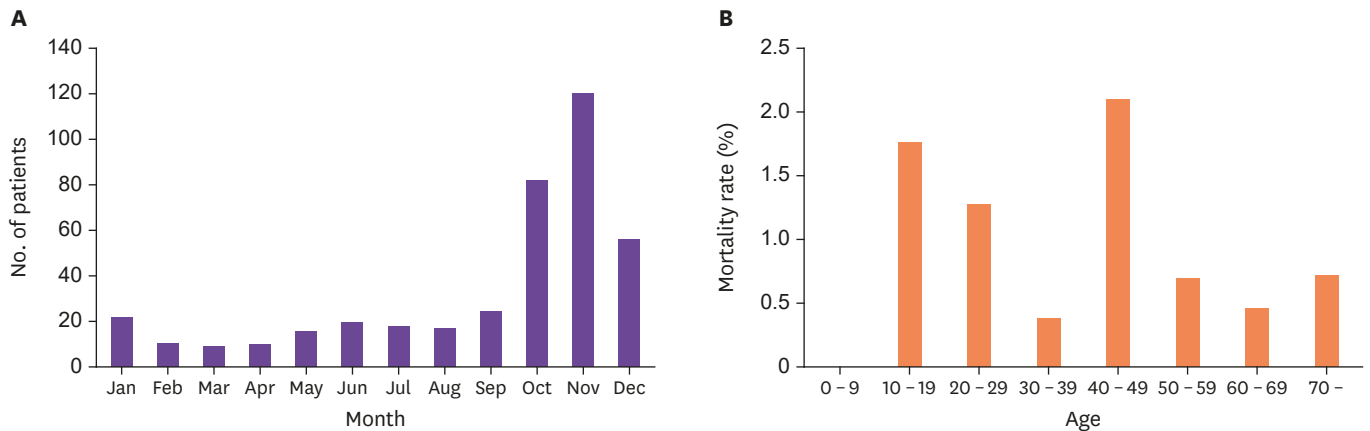 A
No. of patients
140
120
100
80
60
40
20
0
Jan Feb Mar Apr May Jun Jul Aug Sep Oct Nov Dec
Month
B
Mortality rate (%)
2.5
2.0
1.5
1.0
0.5
0
0 – 9 10 – 19 20 – 29 30 – 39 40 – 49 50 – 59 60 – 69 70 –
Age